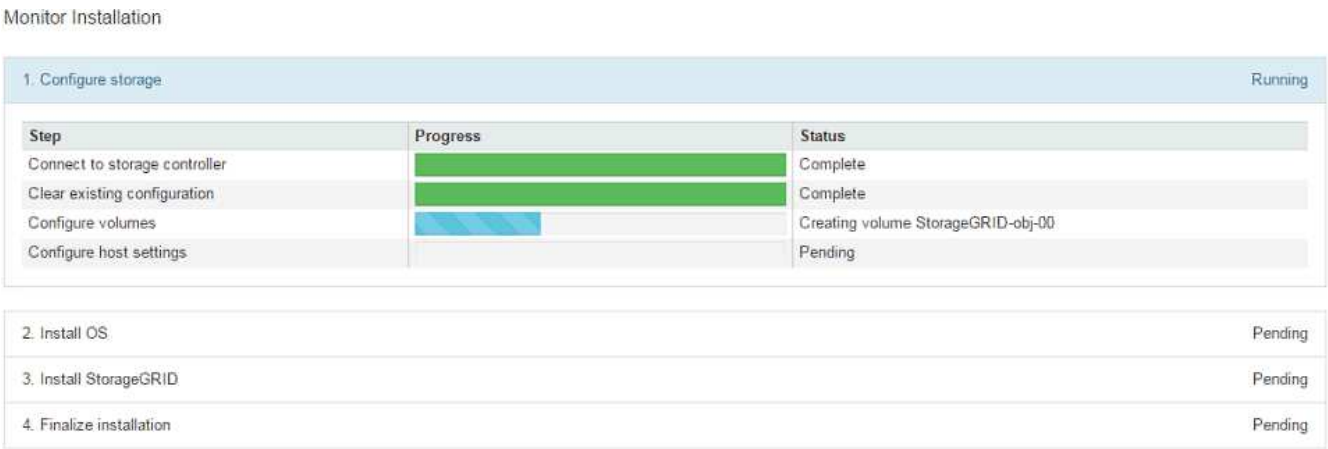 Monitor Installation
1. Configure storage Running
Step Progress Status
Connect to storage controller Complete
Clear existing configuration Complete
Configure volumes Creating volume StorageGRID-obj-00
Configure host settings Pending
2. Install OS Pending
3. Install StorageGRID Pending
4. Finalize installation Pending